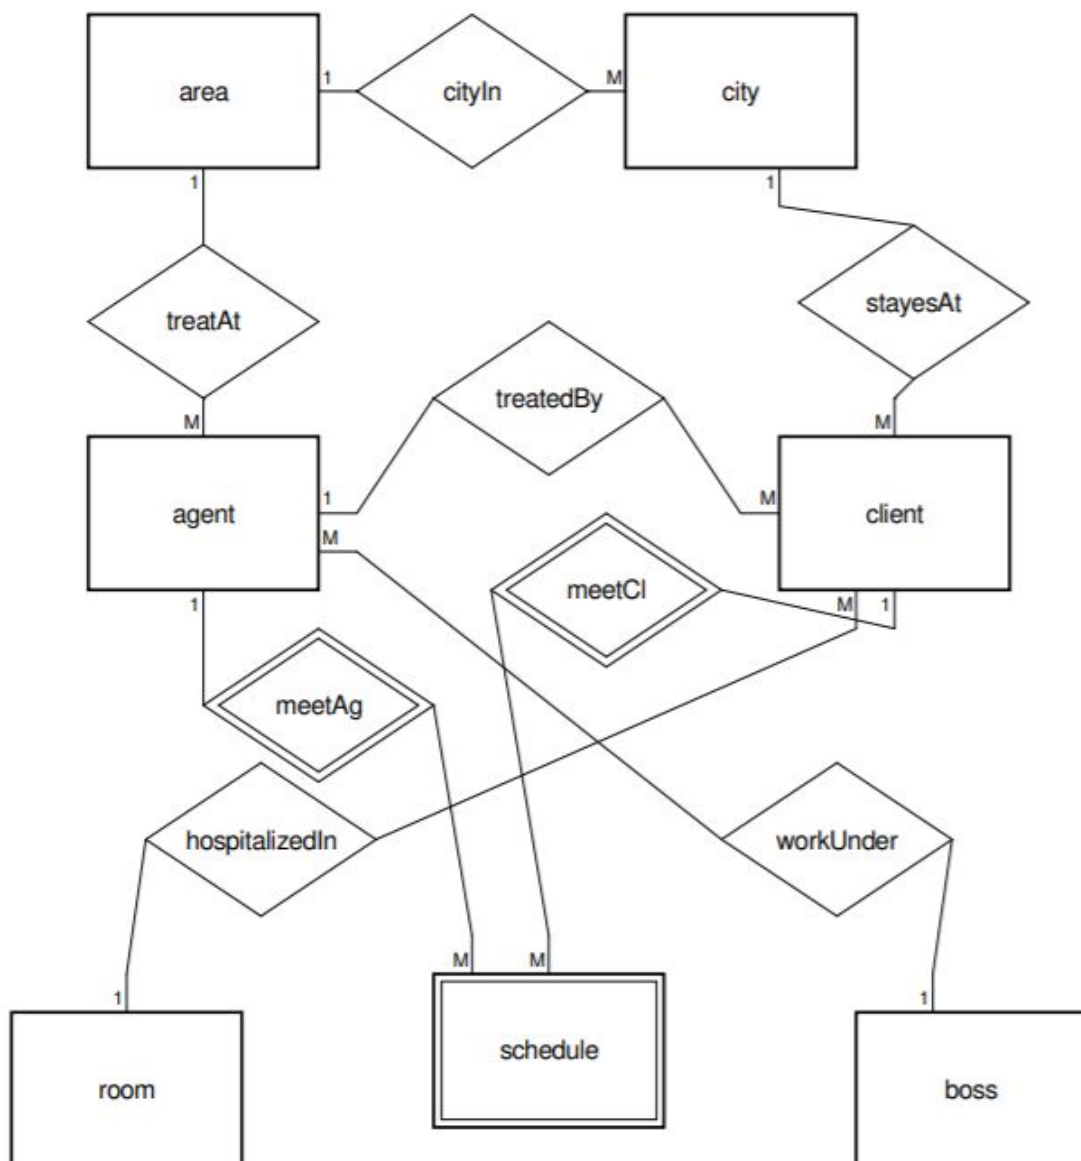 area
1
cityIn
M
city
1
1
treatAt
stayesAt
treatedBy
M
M
agent
1
M
client
M
meetCl
1
M
1
meetAg
hospitalizedIn
workUnder
M
M
1
1
schedule
room
boss